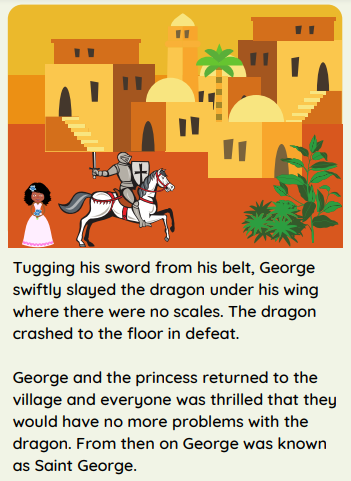 Tugging his sword from his belt, George
swiftly slayed the dragon under his wing
where there were no scales. The dragon
crashed to the floor in defeat.
George and the princess returned to the
village and everyone was thrilled that they
would have no more problems with the
dragon. From then on George was known
as Saint George.